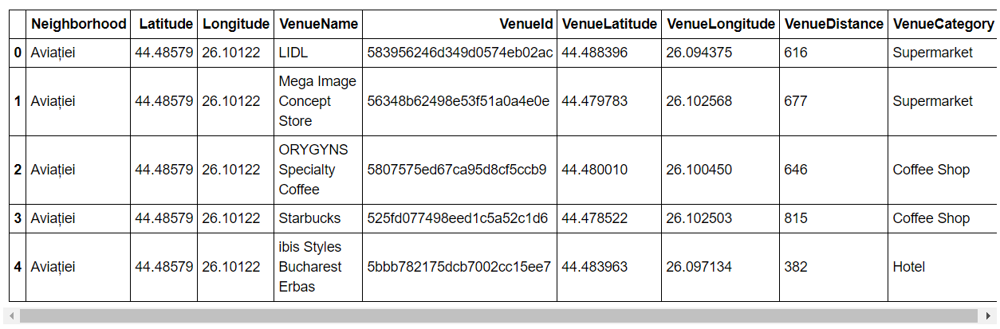 Neighborhood Latitude Longitude VenueName VenueId VenueLatitude VenueLongitude VenueDistance VenueCategory
0 Aviației 44.48579 26.10122 LIDL 583956246d349d0574eb02ac 44.488396 26.094375 616 Supermarket
1 Aviației 44.48579 26.10122 Mega Image Concept Store 56348b62498e53f51a0a4e0e 44.479783 26.102568 677 Supermarket
2 Aviației 44.48579 26.10122 ORYGYNS Specialty Coffee 5807575ed67ca95d8cf5ccb9 44.480010 26.100450 646 Coffee Shop
3 Aviației 44.48579 26.10122 Starbucks 525fd077498eed1c5a52c1d6 44.478522 26.102503 815 Coffee Shop
4 Aviației 44.48579 26.10122 ibis Styles Bucharest Erbas 5bbb782175dcb7002cc15ee7 44.483963 26.097134 382 Hotel